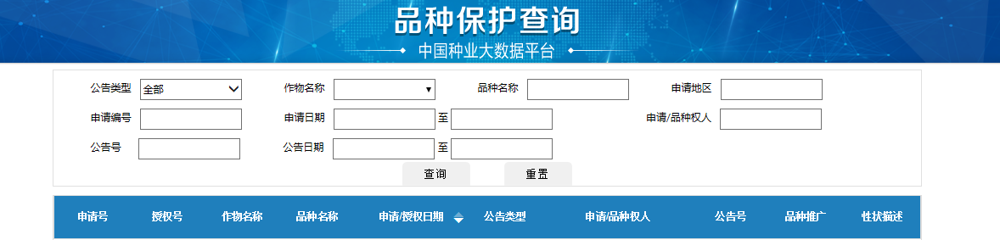 品种保护查询
中国种业大数据平台
公告类型 全部 作物名称 品种名称 申请地区
申请编号 申请日期 至 申请/品种权人
公告号 公告日期 至
查询 重置
申请号 授权号 作物名称 品种名称 申请/授权日期 公告类型 申请/品种权人 公告号 品种推广 性状描述